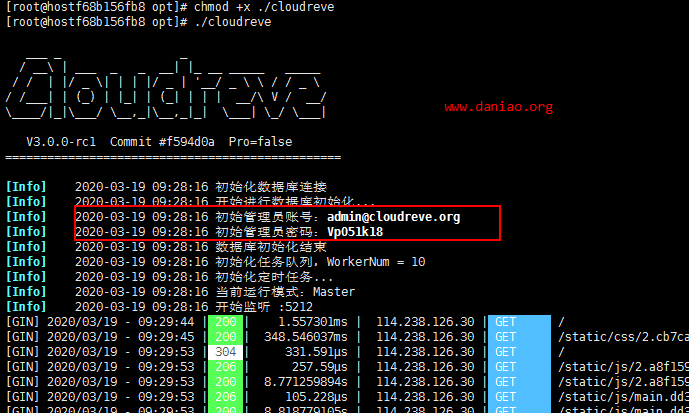 [root@hostf68b156fb8 opt]# chmod +x ./cloudreve
[root@hostf68b156fb8 opt]# ./cloudreve
Cloudreve
www.daniao.org
V3.0.0-rc1 Commit #f594d0a Pro=false
================================================
[Info] 2020-03-19 09:28:16 初始化数据库连接
[Info] 2020-03-19 09:28:16 开始进行数据库初始化...
[Info] 2020-03-19 09:28:16 初始管理员账号：admin@cloudreve.org
[Info] 2020-03-19 09:28:16 初始管理员密码：VpO51k18
[Info] 2020-03-19 09:28:16 数据库初始化结束
[Info] 2020-03-19 09:28:16 初始化任务队列, WorkerNum = 10
[Info] 2020-03-19 09:28:16 初始化定时任务...
[Info] 2020-03-19 09:28:16 当前运行模式：Master
[Info] 2020-03-19 09:28:16 开始监听 :5212
[GIN] 2020/03/19 - 09:29:44 | 200 | 1.557301ms | 114.238.126.30 | GET /
[GIN] 2020/03/19 - 09:29:45 | 200 | 348.546037ms | 114.238.126.30 | GET /static/css/2.cb7ca
[GIN] 2020/03/19 - 09:29:53 | 304 | 331.591µs | 114.238.126.30 | GET /
[GIN] 2020/03/19 - 09:29:53 | 206 | 257.59µs | 114.238.126.30 | GET /static/js/2.a8f159
[GIN] 2020/03/19 - 09:29:53 | 206 | 8.771259894s | 114.238.126.30 | GET /static/js/2.a8f159
[GIN] 2020/03/19 - 09:29:53 | 206 | 105.228µs | 114.238.126.30 | GET /static/js/main.dd3
[GIN] 2020/03/19 - 09:29:53 | 200 | 8.818779105s | 114.238.126.30 | GET /static/js/main.dd3